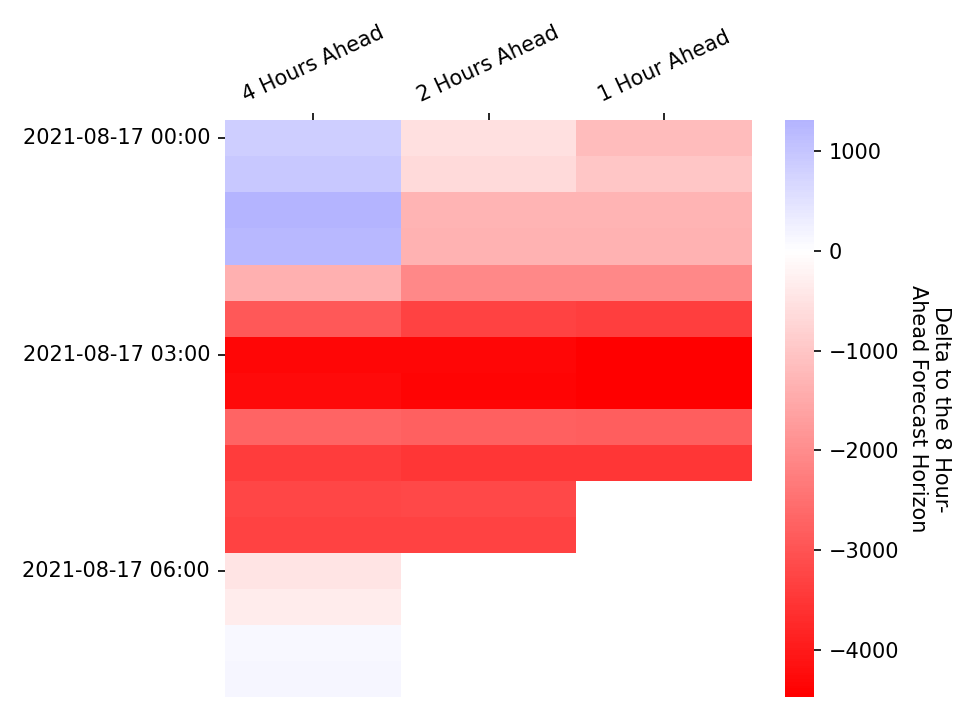 4 Hours Ahead
2 Hours Ahead
1 Hour Ahead
2021-08-17 00:00
2021-08-17 03:00
2021-08-17 06:00
1000
0
−1000
−2000
−3000
−4000
Delta to the 8 Hour-
Ahead Forecast Horizon